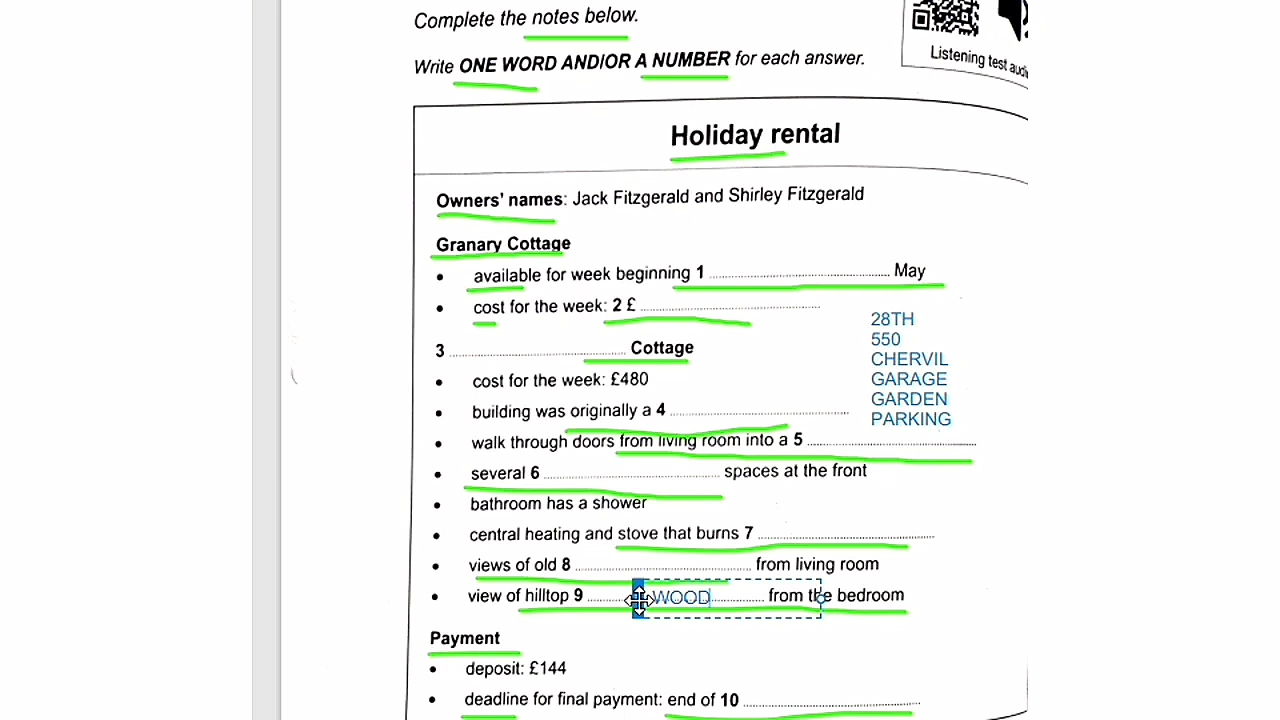 Complete the notes below.
Write ONE WORD AND/OR A NUMBER for each answer.
Listening test
Holiday rental
Owners' names: Jack Fitzgerald and Shirley Fitzgerald
Granary Cottage
• available for week beginning 1 .......... May
• cost for the week: 2 £ ..........
28TH
550
3 .......... Cottage
CHERVIL
• cost for the week: £480
GARAGE
GARDEN
• building was originally a 4 ..........
PARKING
• walk through doors from living room into a 5 ..........
• several 6 .......... spaces at the front
• bathroom has a shower
• central heating and stove that burns 7 ..........
• views of old 8 .......... from living room
• view of hilltop 9 .......... WOOD .......... from the bedroom
Payment
• deposit: £144
• deadline for final payment: end of 10 ..........